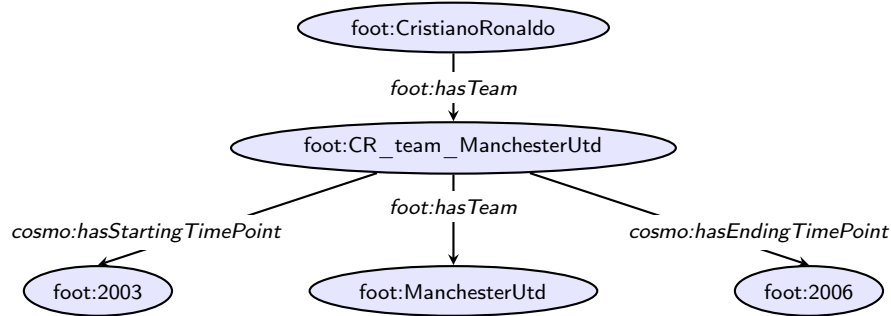 foot:CristianoRonaldo
foot:hasTeam
foot:CR_team_ManchesterUtd
foot:hasTeam
cosmo:hasStartingTimePoint
cosmo:hasEndingTimePoint
foot:2003
foot:ManchesterUtd
foot:2006